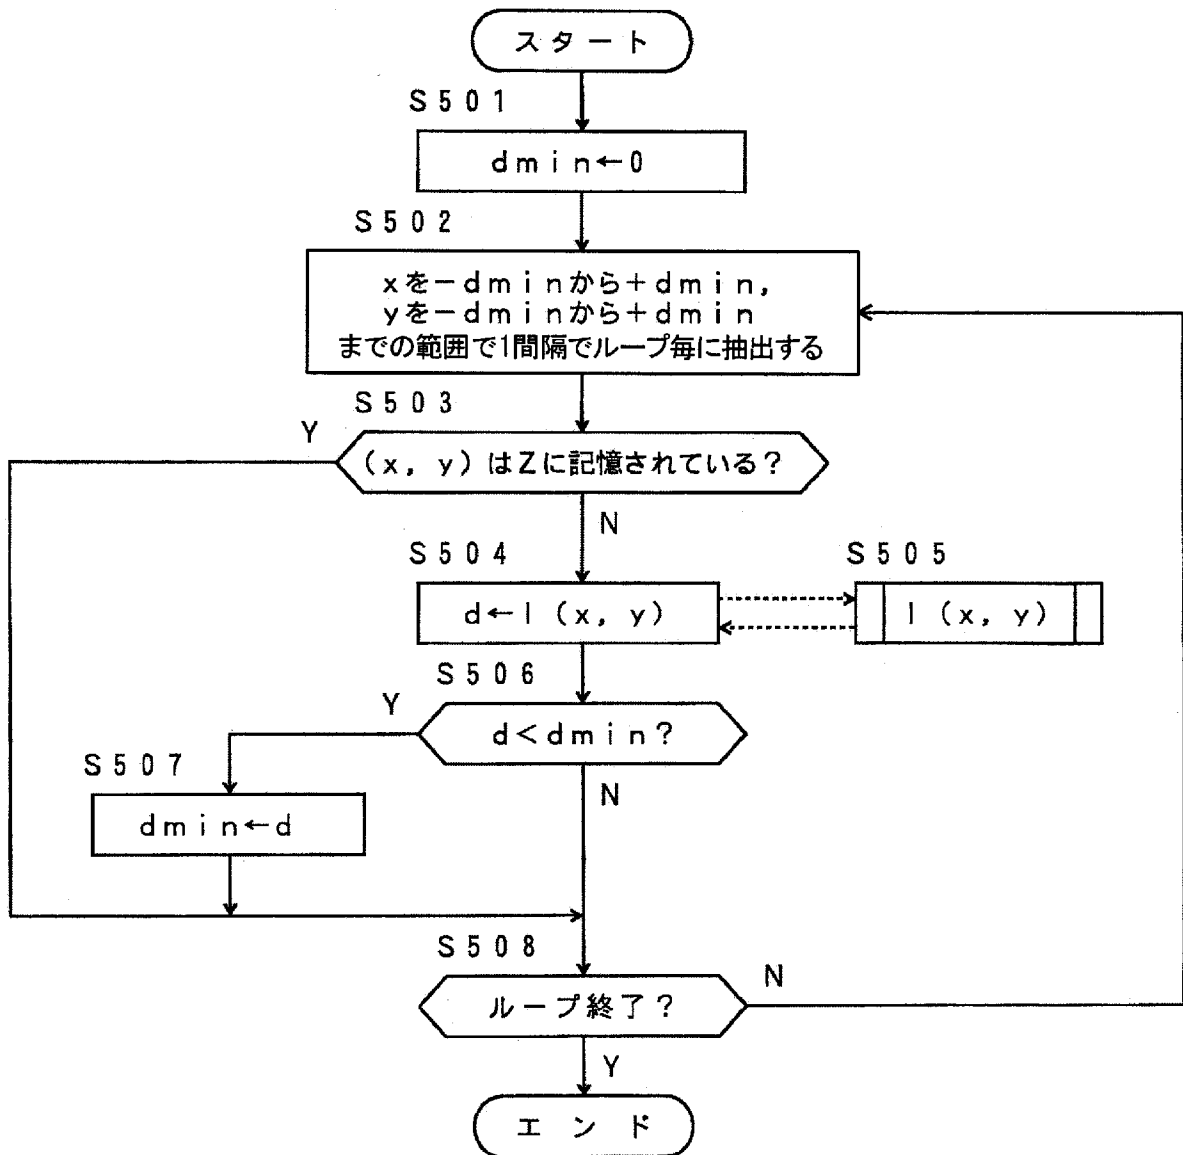 スタート
S501
dmin←0
S502
xを−dminから+dmin,
yを−dminから+dmin
までの範囲で1間隔でループ毎に抽出する
S503
Y
(x, y)はZに記憶されている?
N
S504
S505
d←l(x, y)
l(x, y)
S506
Y
d<dmin?
S507
N
dmin←d
S508
N
ループ終了?
Y
エンド